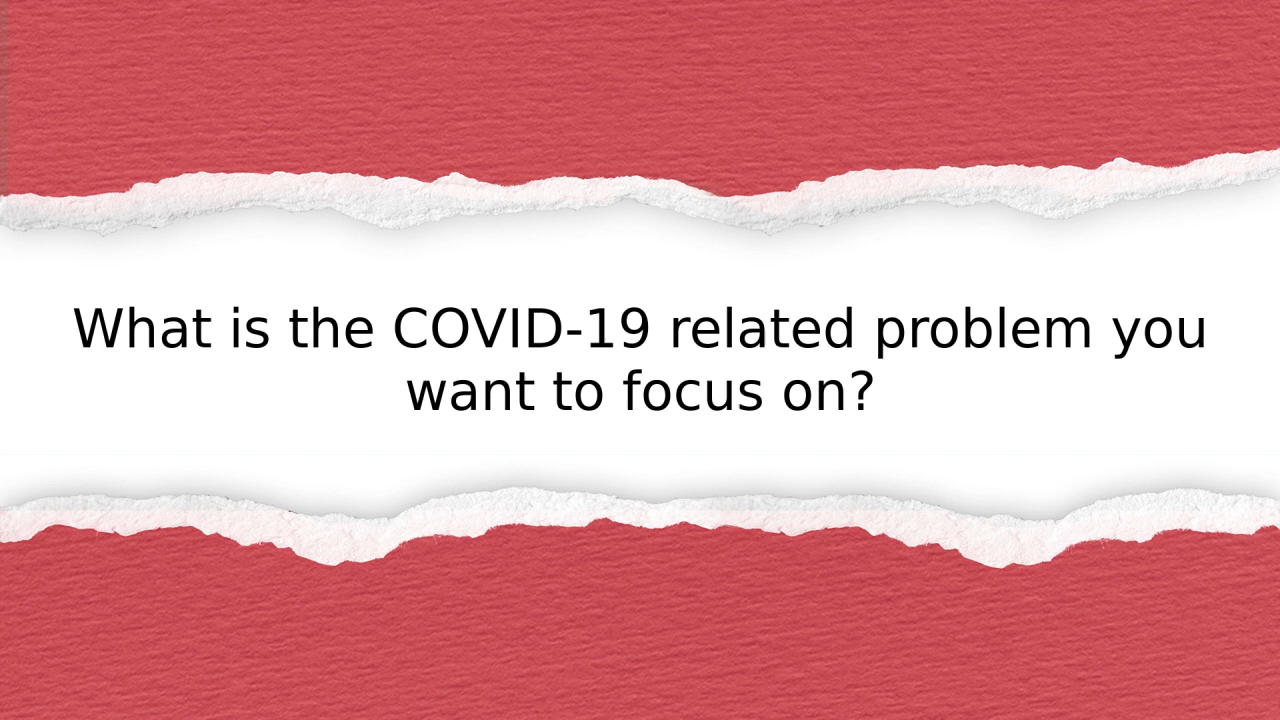 What is the COVID-19 related problem you
want to focus on?